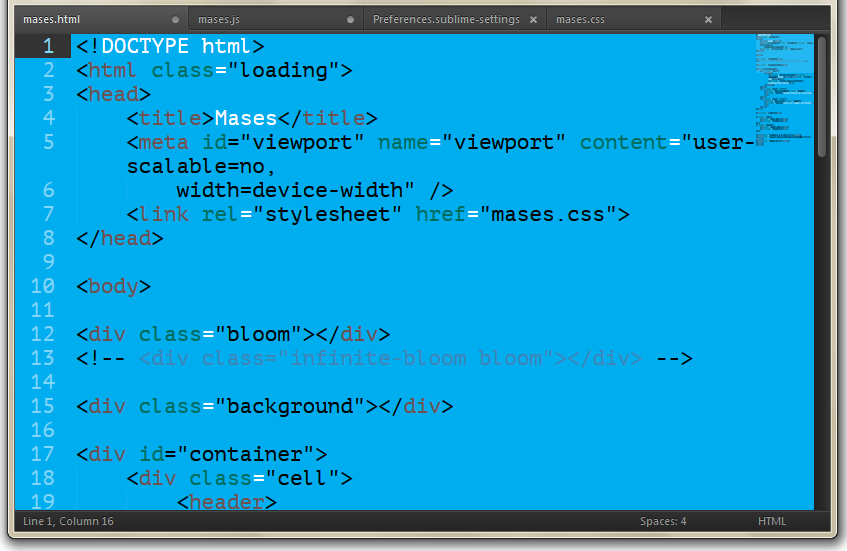 mases.html mases.js Preferences.sublime-settings mases.css
1 <!DOCTYPE html>
2 <html class="loading">
3 <head>
4 <title>Mases</title>
5 <meta id="viewport" name="viewport" content="user-
scalable=no,
6 width=device-width" />
7 <link rel="stylesheet" href="mases.css">
8 </head>
9
10 <body>
11
12 <div class="bloom"></div>
13 <!-- <div class="infinite-bloom bloom"></div> -->
14
15 <div class="background"></div>
16
17 <div id="container">
18 <div class="cell">
19 <header>
Line 1, Column 16 Spaces: 4 HTML